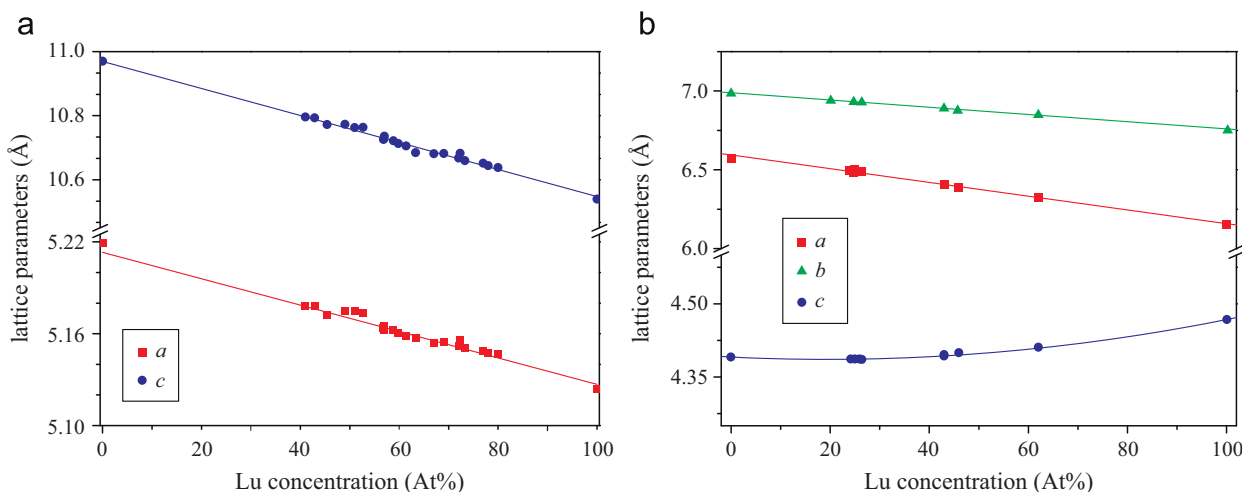 a
lattice parameters (Å)
11.0
10.8
10.6
5.22
5.16
5.10
a
c
0 20 40 60 80 100
Lu concentration (At%)
b
lattice parameters (Å)
7.0
6.5
6.0
4.50
4.35
a
b
c
0 20 40 60 80 100
Lu concentration (At%)